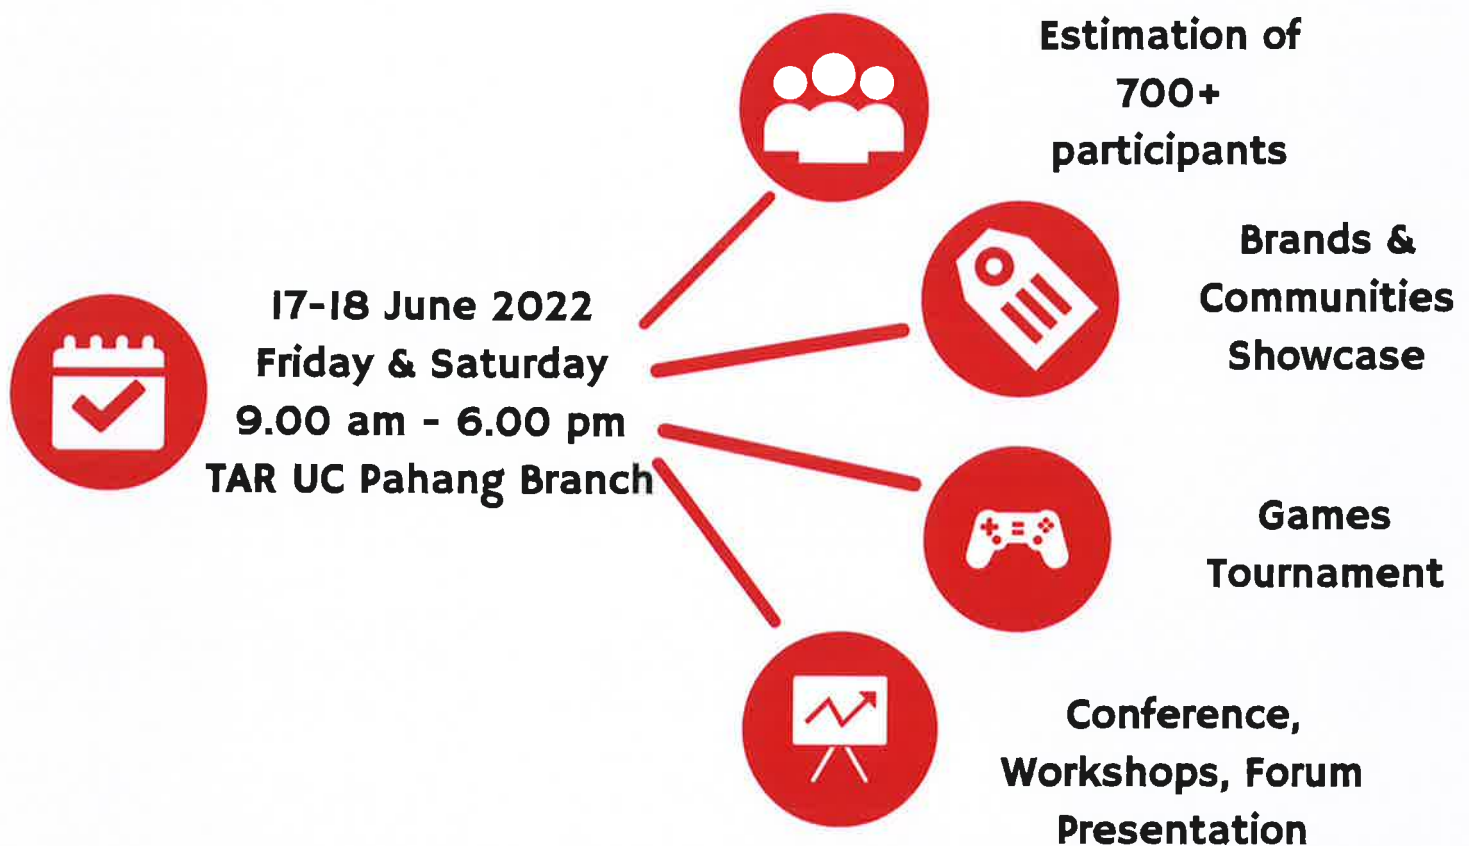 Estimation of
700+
participants
Brands &
Communities
Showcase
17-18 June 2022
Friday & Saturday
9.00 am - 6.00 pm
TAR UC Pahang Branch
Games
Tournament
Conference,
Workshops, Forum
Presentation